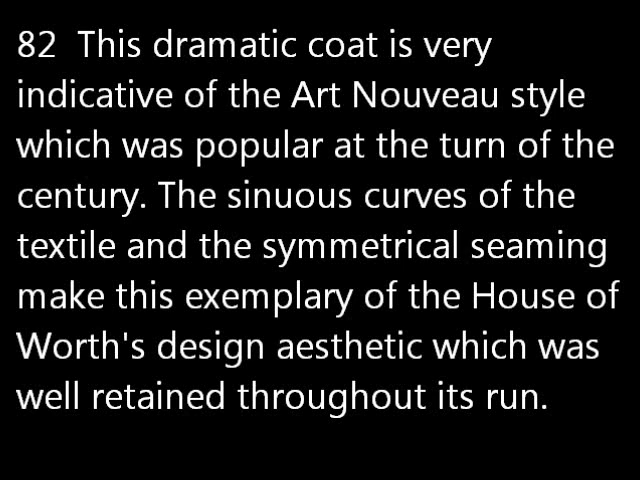 82  This dramatic coat is very
indicative of the Art Nouveau style
which was popular at the turn of the
century. The sinuous curves of the
textile and the symmetrical seaming
make this exemplary of the House of
Worth's design aesthetic which was
well retained throughout its run.